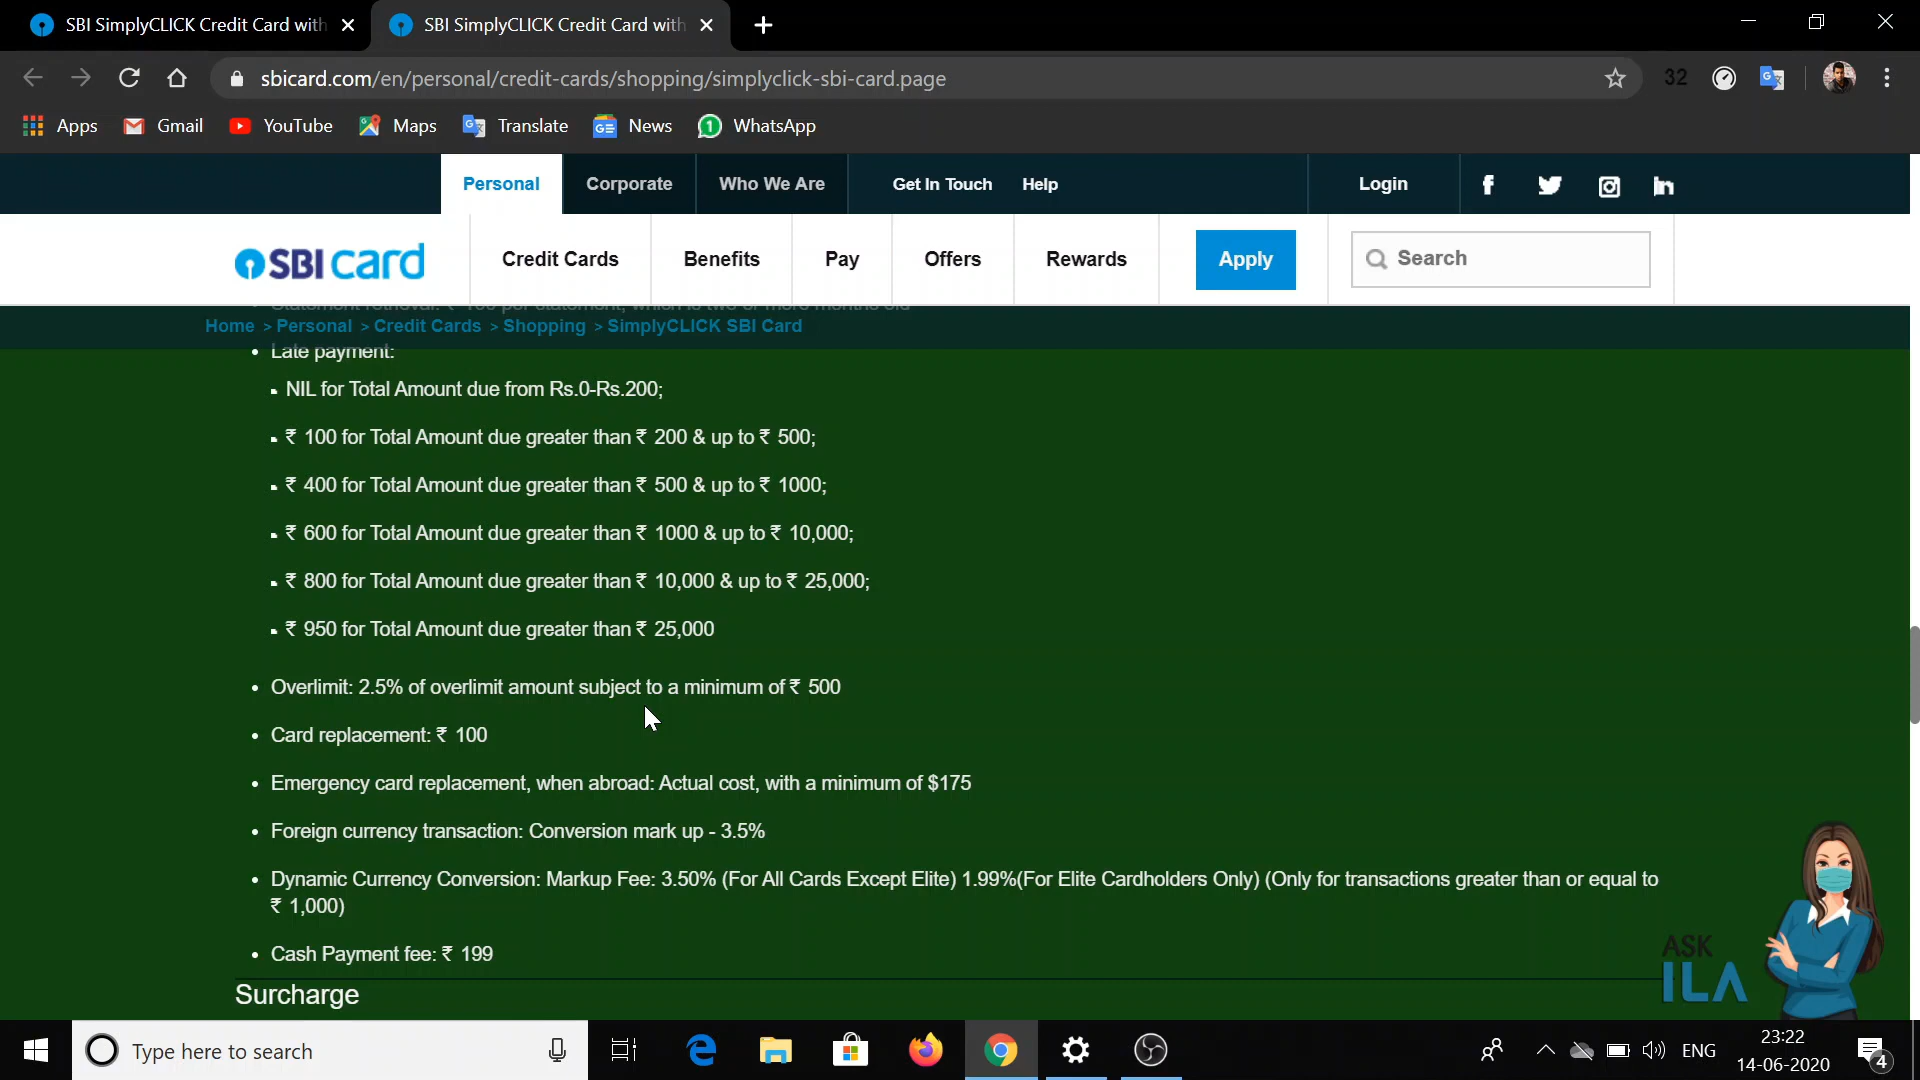 SBI SimplyCLICK Credit Card with
SBI SimplyCLICK Credit Card with
sbicard.com/en/personal/credit-cards/shopping/simplyclick-sbi-card.page
32
Apps Gmail YouTube Maps Translate News WhatsApp
Personal Corporate Who We Are Get In Touch Help Login
SBI card Credit Cards Benefits Pay Offers Rewards Apply Search
Home > Personal > Credit Cards > Shopping > SimplyCLICK SBI Card
• Late payment:
NIL for Total Amount due from Rs.0-Rs.200;
₹ 100 for Total Amount due greater than ₹ 200 & up to ₹ 500;
₹ 400 for Total Amount due greater than ₹ 500 & up to ₹ 1000;
₹ 600 for Total Amount due greater than ₹ 1000 & up to ₹ 10,000;
₹ 800 for Total Amount due greater than ₹ 10,000 & up to ₹ 25,000;
₹ 950 for Total Amount due greater than ₹ 25,000
• Overlimit: 2.5% of overlimit amount subject to a minimum of ₹ 500
• Card replacement: ₹ 100
• Emergency card replacement, when abroad: Actual cost, with a minimum of $175
• Foreign currency transaction: Conversion mark up - 3.5%
• Dynamic Currency Conversion: Markup Fee: 3.50% (For All Cards Except Elite) 1.99%(For Elite Cardholders Only) (Only for transactions greater than or equal to
₹ 1,000)
• Cash Payment fee: ₹ 199
Surcharge
ASK
ILA
Type here to search
ENG
23:22
14-06-2020
4